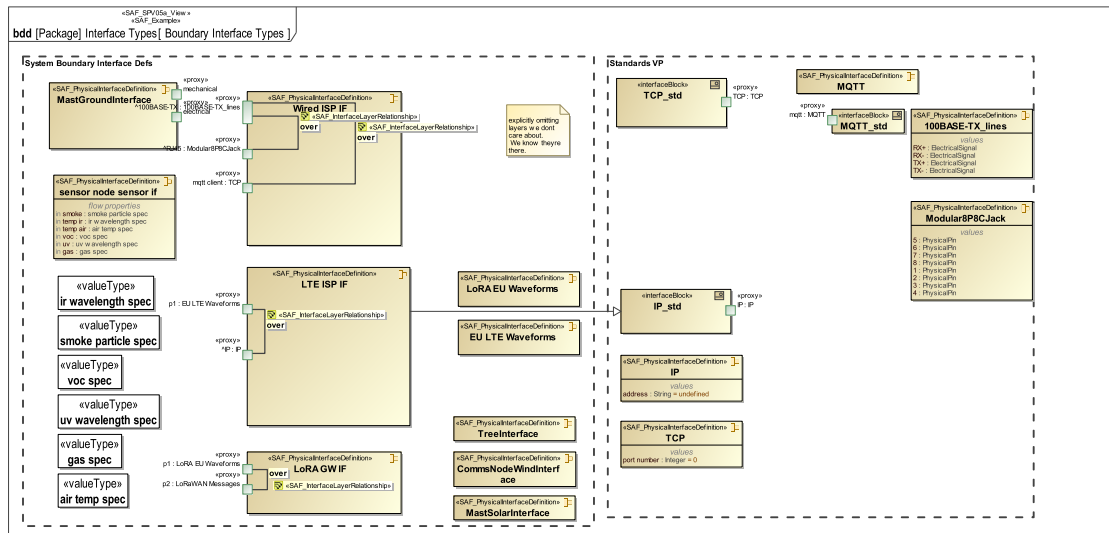 «SAF_SPV05a_View»
«SAF_Example»
bdd [Package] Interface Types[ Boundary Interface Types ]
System Boundary Interface Defs
«SAF_PhysicalInterfaceDefinition»
MastGroundInterface
«proxy»
mechanical
«proxy»
electrical
«SAF_PhysicalInterfaceDefinition»
sensor node sensor if
flow properties
in smoke : smoke particle spec
in temp ir : ir wavelength spec
in temp air : air temp spec
in voc : voc spec
in uv : uv wavelength spec
in gas : gas spec
«valueType»
ir wavelength spec
«valueType»
smoke particle spec
«valueType»
voc spec
«valueType»
uv wavelength spec
«valueType»
gas spec
«valueType»
air temp spec
«SAF_PhysicalInterfaceDefinition»
Wired ISP IF
«proxy»
^100BASE-TX : 100BASE-TX_lines
«proxy»
^RJ45 : Modular8P8CJack
«proxy»
mqtt client : TCP
«SAF_InterfaceLayerRelationship»
over
«SAF_InterfaceLayerRelationship»
over
explicitly omitting
layers we dont
care about.
We know theyre
there.
«SAF_PhysicalInterfaceDefinition»
LTE ISP IF
«proxy»
p1 : EU LTE Waveforms
«SAF_InterfaceLayerRelationship»
over
«proxy»
^IP : IP
«SAF_PhysicalInterfaceDefinition»
LoRA EU Waveforms
«SAF_PhysicalInterfaceDefinition»
EU LTE Waveforms
«SAF_PhysicalInterfaceDefinition»
LoRA GW IF
«proxy»
p1 : LoRA EU Waveforms
«proxy»
p2 : LoRaWAN Messages
over
«SAF_InterfaceLayerRelationship»
«SAF_PhysicalInterfaceDefinition»
TreeInterface
«SAF_PhysicalInterfaceDefinition»
CommsNodeWindInterf
ace
«SAF_PhysicalInterfaceDefinition»
MastSolarInterface
Standards VP
«interfaceBlock»
TCP_std
«proxy»
TCP : TCP
«SAF_PhysicalInterfaceDefinition»
MQTT
«proxy»
mqtt : MQTT
«interfaceBlock»
MQTT_std
«SAF_PhysicalInterfaceDefinition»
100BASE-TX_lines
values
RX+ : ElectricalSignal
RX- : ElectricalSignal
TX+ : ElectricalSignal
TX- : ElectricalSignal
«SAF_PhysicalInterfaceDefinition»
Modular8P8CJack
values
5 : PhysicalPin
6 : PhysicalPin
7 : PhysicalPin
8 : PhysicalPin
1 : PhysicalPin
2 : PhysicalPin
3 : PhysicalPin
4 : PhysicalPin
«interfaceBlock»
IP_std
«proxy»
IP : IP
«SAF_PhysicalInterfaceDefinition»
IP
values
address : String = undefined
«SAF_PhysicalInterfaceDefinition»
TCP
values
port number : Integer = 0